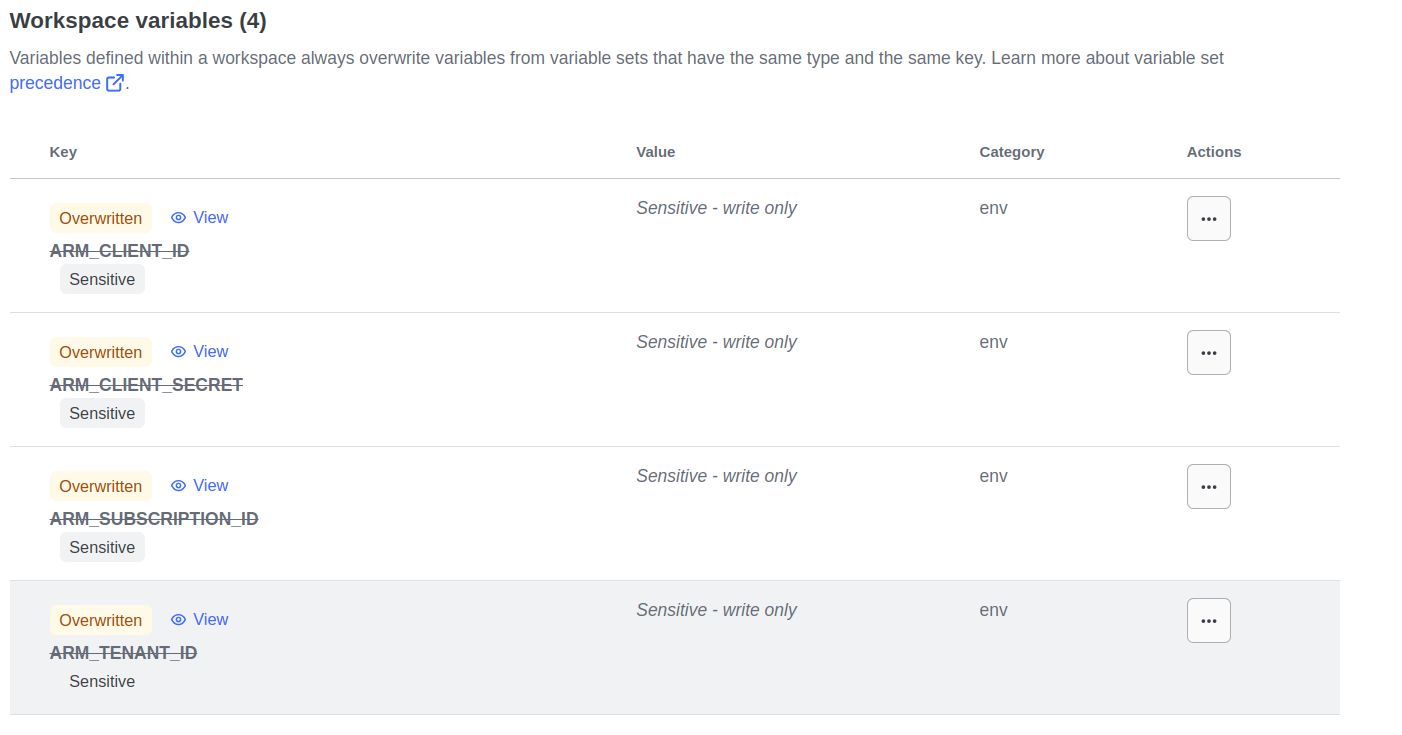 Workspace variables (4)
Variables defined within a workspace always overwrite variables from variable sets that have the same type and the same key. Learn more about variable set
precedence .
Key Value Category Actions
Overwritten View Sensitive - write only env
ARM_CLIENT_ID
Sensitive
Overwritten View Sensitive - write only env
ARM_CLIENT_SECRET
Sensitive
Overwritten View Sensitive - write only env
ARM_SUBSCRIPTION_ID
Sensitive
Overwritten View Sensitive - write only env
ARM_TENANT_ID
Sensitive